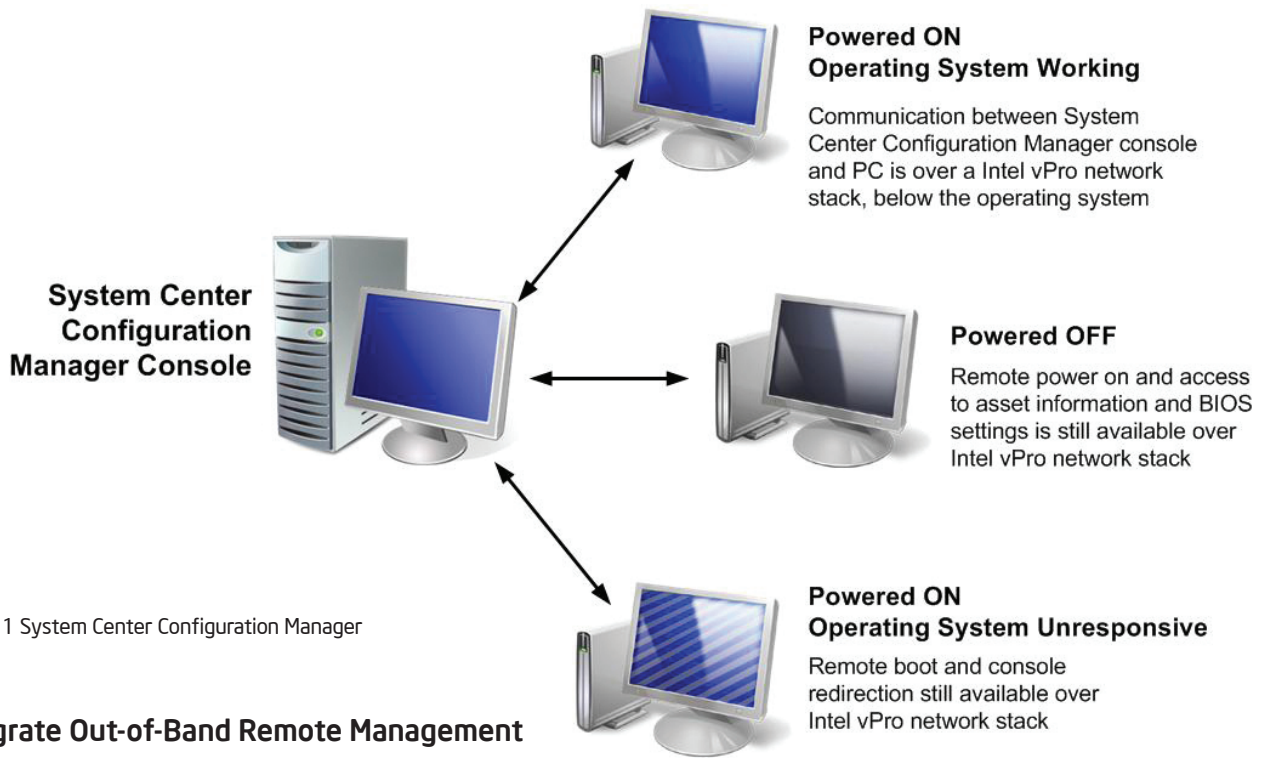 Powered ON
Operating System Working
Communication between System
Center Configuration Manager console
and PC is over a Intel vPro network
stack, below the operating system
System Center
Configuration
Manager Console
Powered OFF
Remote power on and access
to asset information and BIOS
settings is still available over
Intel vPro network stack
1 System Center Configuration Manager
Powered ON
Operating System Unresponsive
Remote boot and console
redirection still available over
Intel vPro network stack
grate Out-of-Band Remote Management